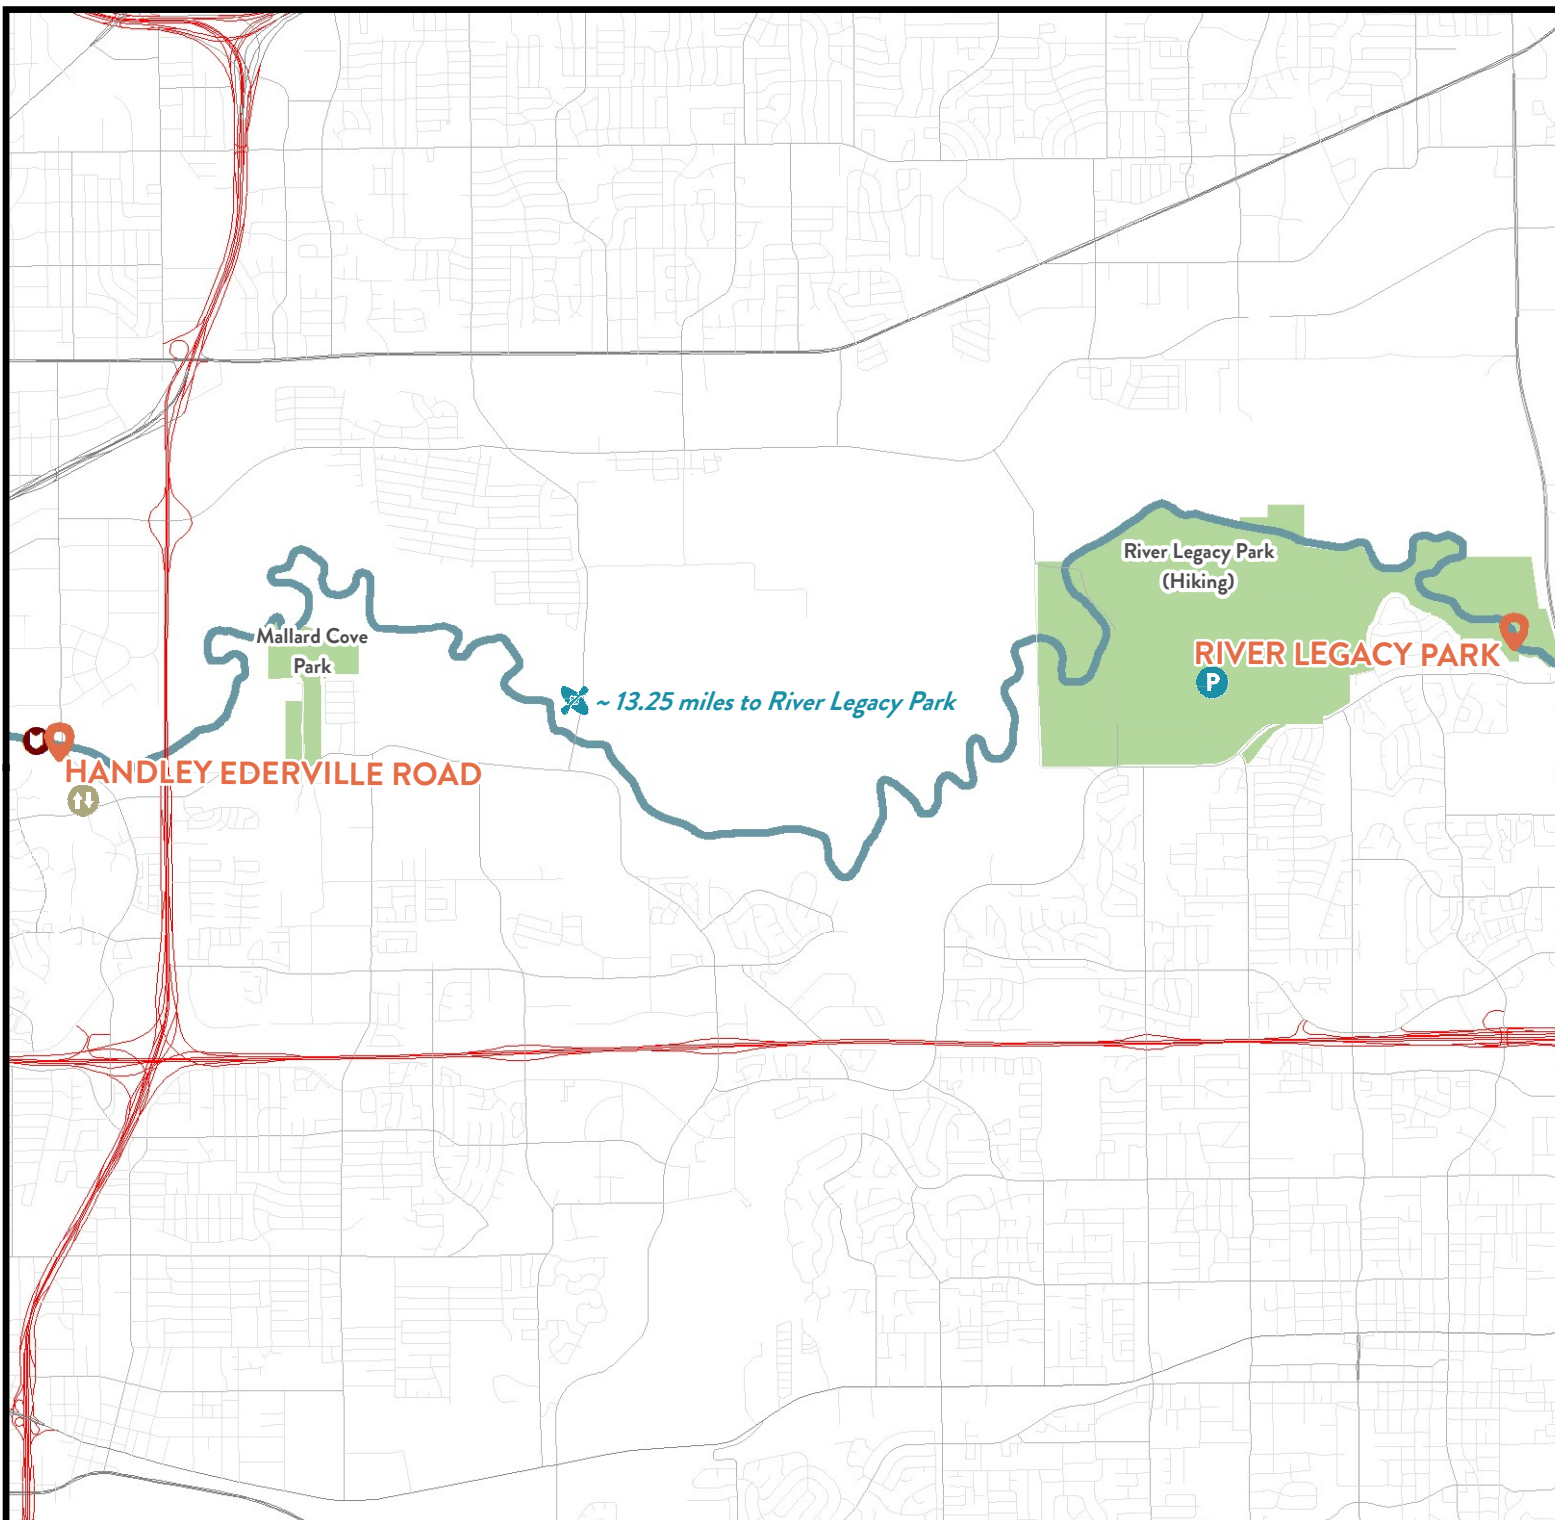 River Legacy Park
(Hiking)
Mallard Cove
Park
RIVER LEGACY PARK
P
~ 13.25 miles to River Legacy Park
HANDLEY EDERVILLE ROAD